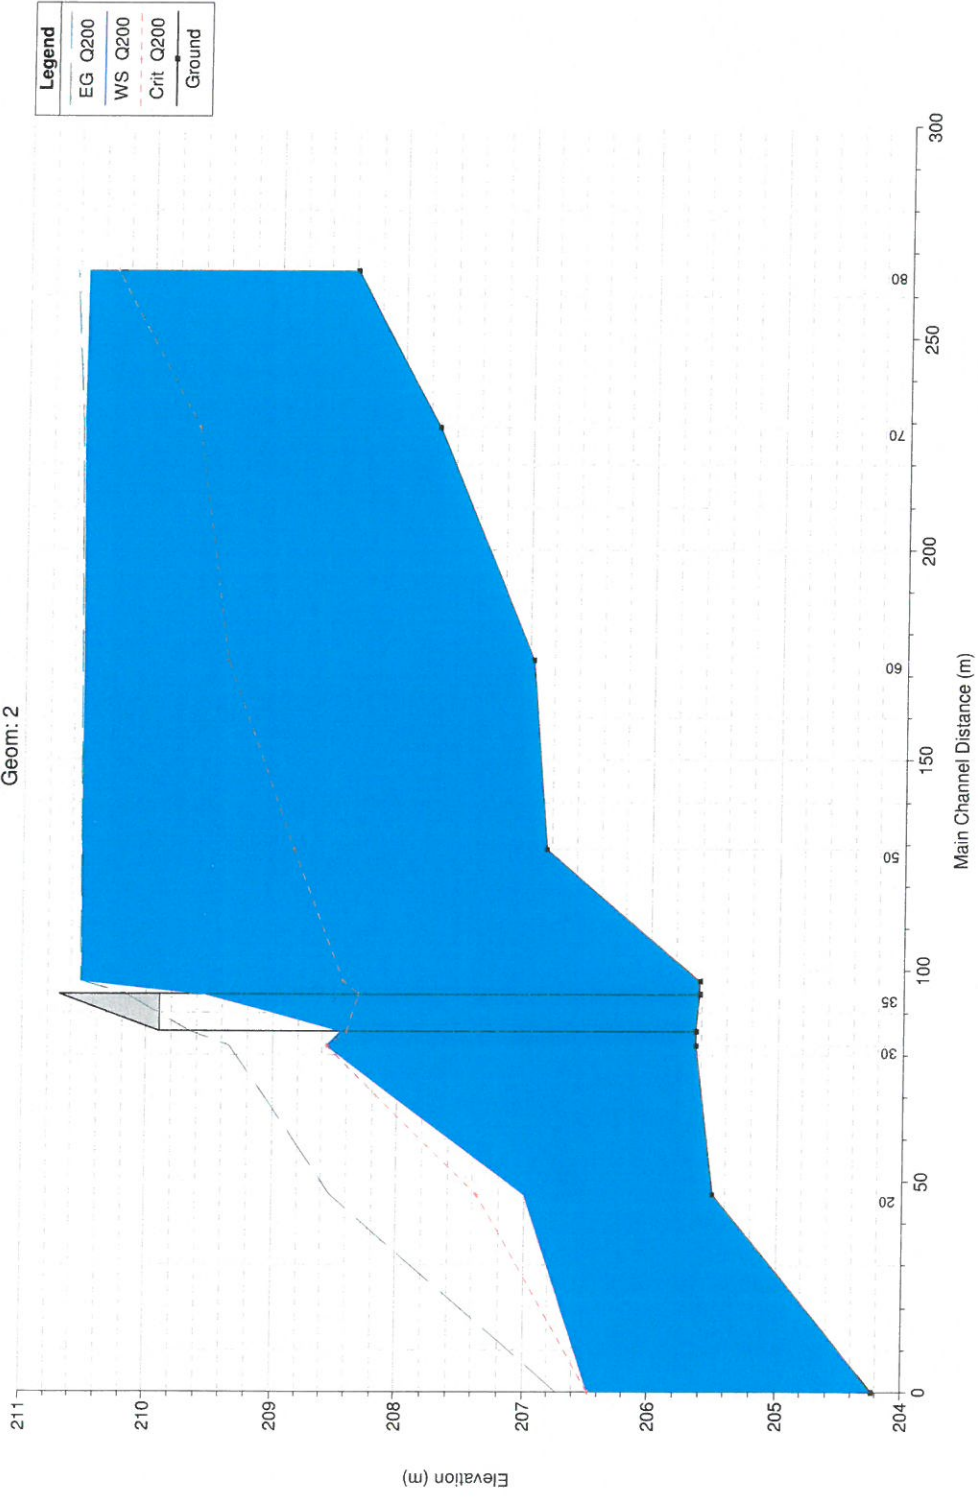 Geom: 2
Legend
EG Q200
WS Q200
Crit Q200
Ground
Elevation (m)
211
210
209
208
207
206
205
204
0
50
100
150
200
250
300
20
30
35
50
60
70
80
Main Channel Distance (m)